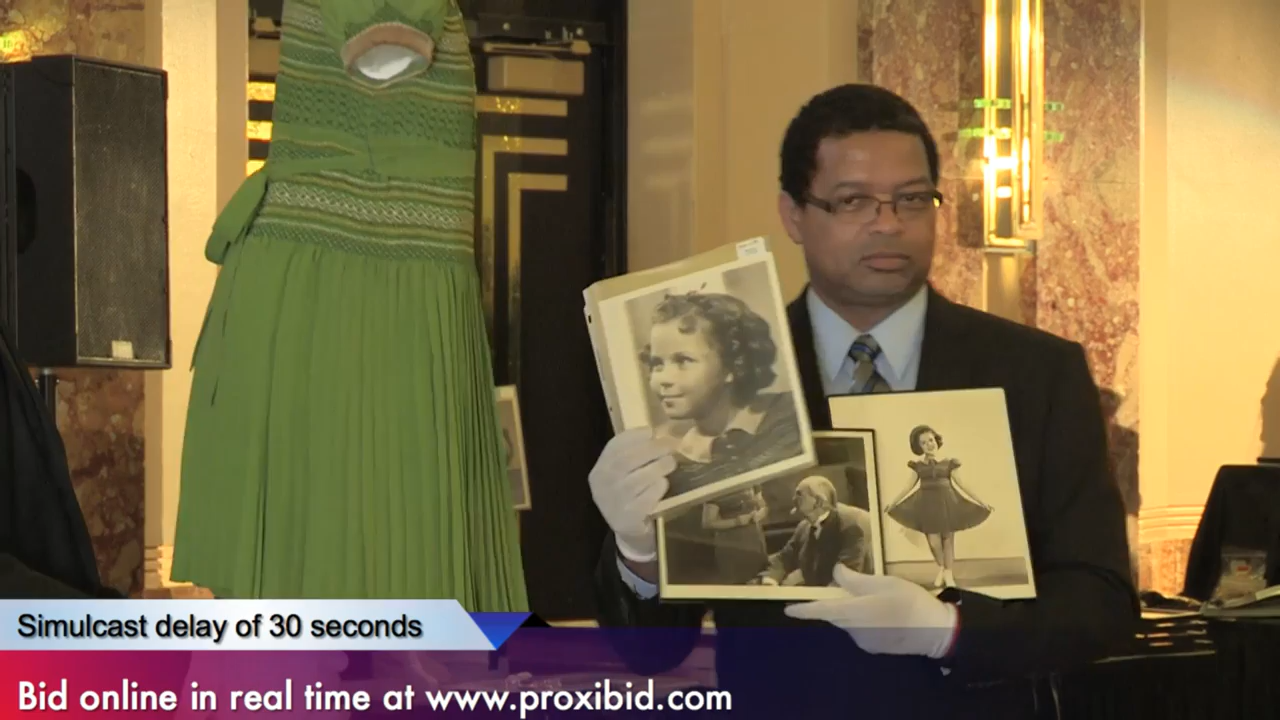 Simulcast delay of 30 seconds
Bid online in real time at www.proxibid.com